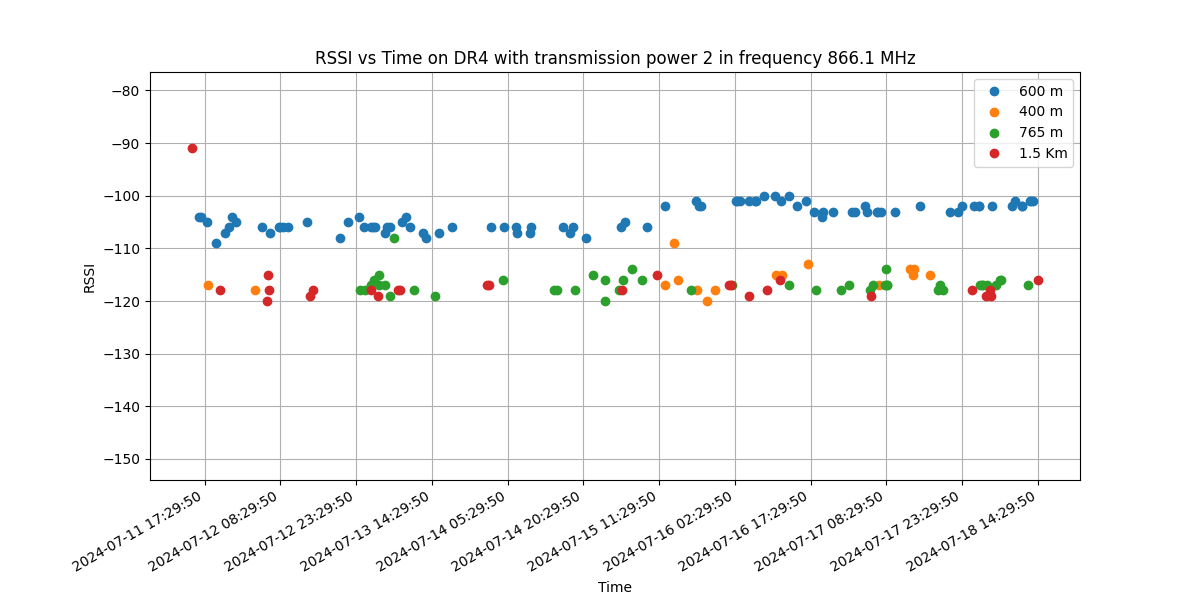 RSSI vs Time on DR4 with transmission power 2 in frequency 866.1 MHz
600 m
400 m
765 m
1.5 Km
−80
−90
−100
−110
−120
−130
−140
−150
RSSI
2024-07-11 17:29:50
2024-07-12 08:29:50
2024-07-12 23:29:50
2024-07-13 14:29:50
2024-07-14 05:29:50
2024-07-14 20:29:50
2024-07-15 11:29:50
2024-07-16 02:29:50
2024-07-16 17:29:50
2024-07-17 08:29:50
2024-07-17 23:29:50
2024-07-18 14:29:50
Time